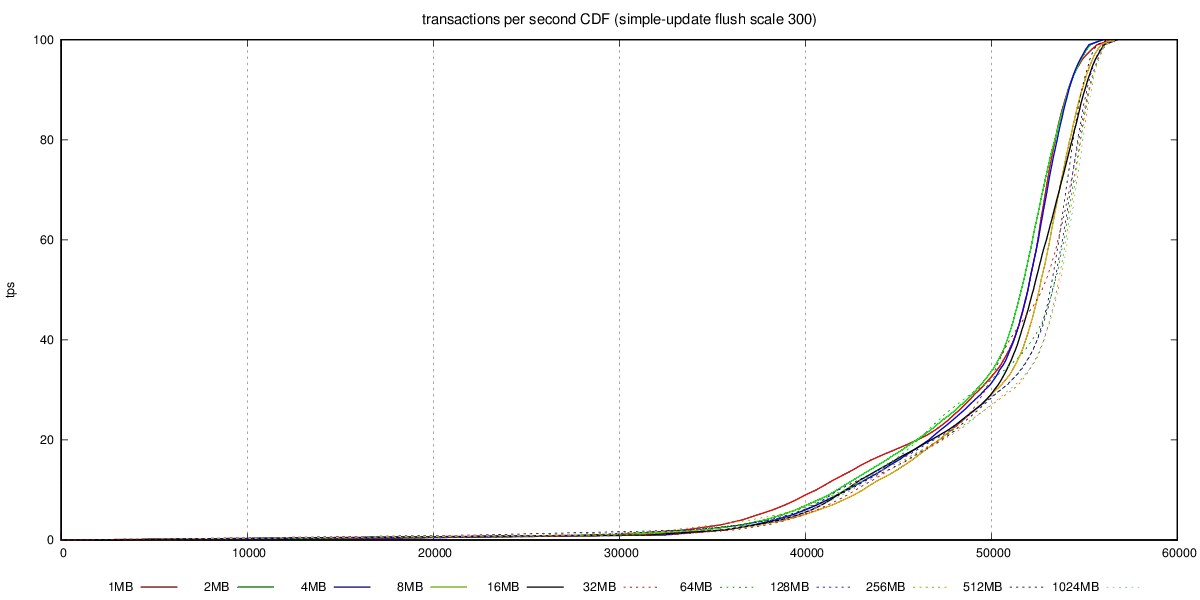 transactions per second CDF (simple-update flush scale 300)
100
80
60
tps
40
20
0
0 10000 20000 30000 40000 50000 60000
1MB 2MB 4MB 8MB 16MB 32MB 64MB 128MB 256MB 512MB 1024MB